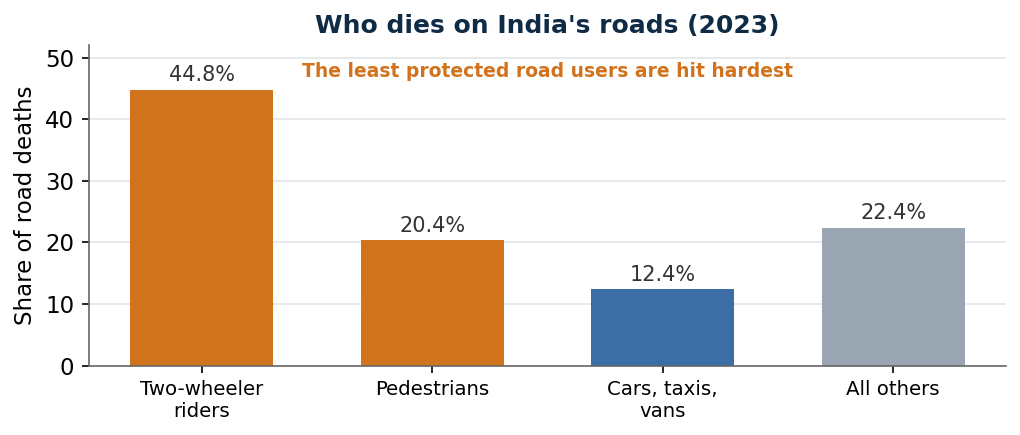 Who dies on India's roads (2023)
The least protected road users are hit hardest
Share of road deaths
50
40
30
20
10
0
44.8%
20.4%
12.4%
22.4%
Two-wheeler
riders
Pedestrians
Cars, taxis,
vans
All others